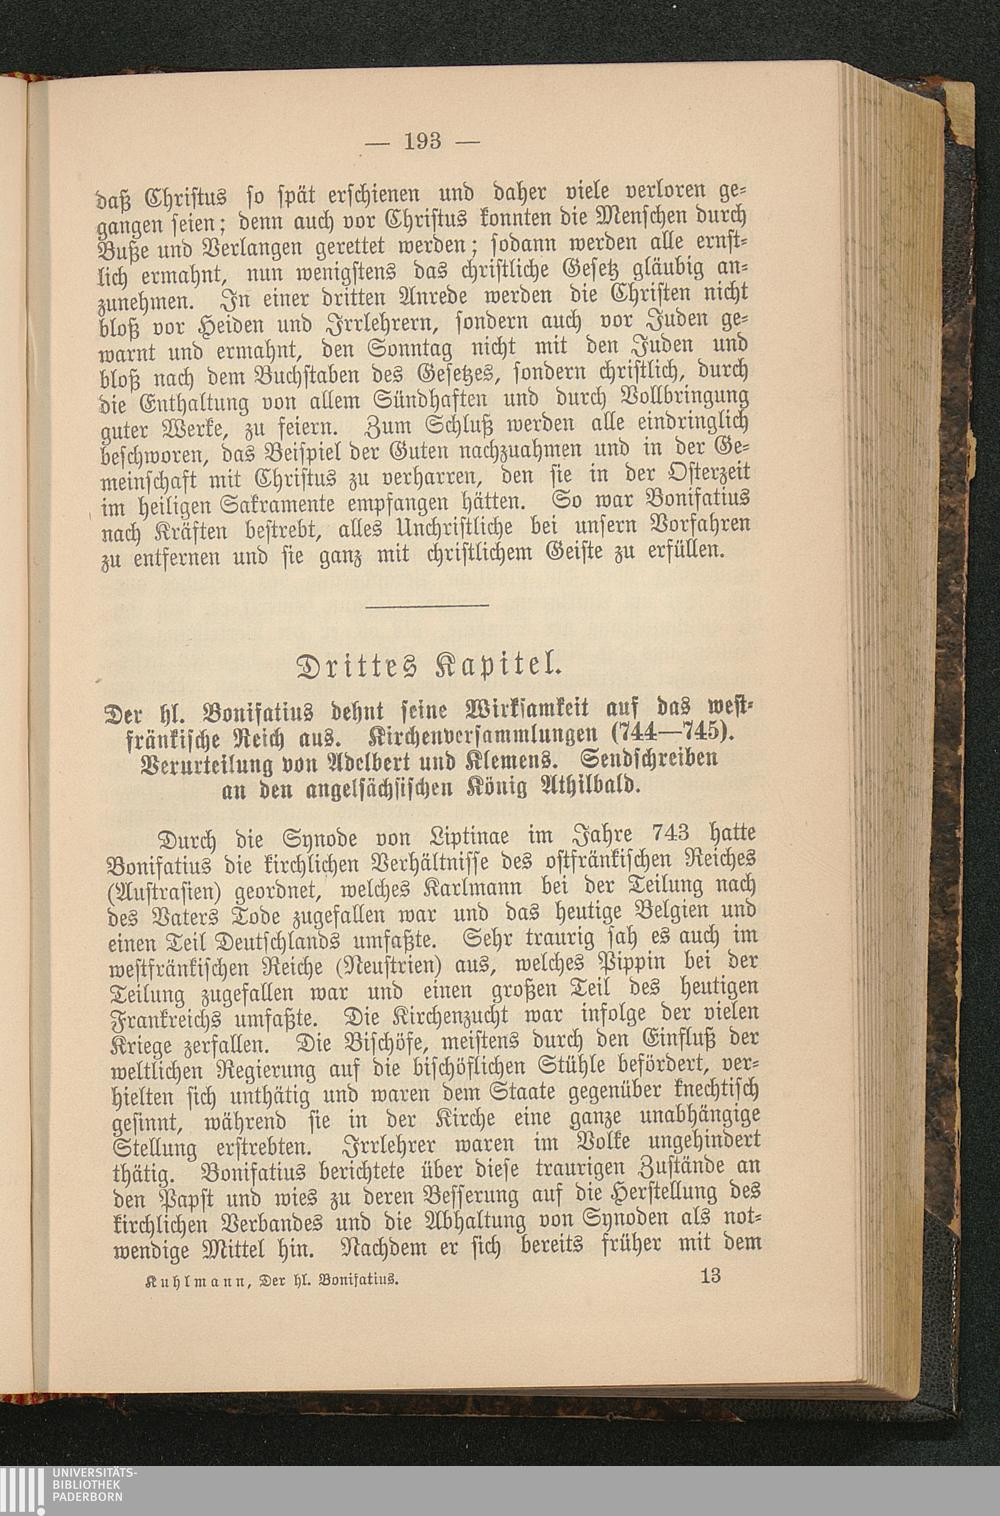 — 193 —
daß Christus so spät erschienen und daher viele verloren ge-
gangen seien; denn auch vor Christus konnten die Menschen durch
Buße und Verlangen gerettet werden; sodann werden alle ernst-
lich ermahnt, nun wenigstens das christliche Gesetz gläubig an-
zunehmen. In einer dritten Anrede werden die Christen nicht
bloß vor Heiden und Irrlehrern, sondern auch vor Juden ge-
warnt und ermahnt, den Sonntag nicht mit den Juden und
bloß nach dem Buchstaben des Gesetzes, sondern christlich, durch
die Enthaltung von allem Sündhaften und durch Vollbringung
guter Werke, zu feiern. Zum Schluß werden alle eindringlich
beschworen, das Beispiel der Guten nachzuahmen und in der Ge-
meinschaft mit Christus zu verharren, den sie in der Osterzeit
im heiligen Sakramente empfangen hätten. So war Bonifatius
nach Kräften bestrebt, alles Unchristliche bei unsern Vorfahren
zu entfernen und sie ganz mit christlichem Geiste zu erfüllen.
Drittes Kapitel.
Der hl. Bonifatius dehnt seine Wirksamkeit auf das west-
fränkische Reich aus. Kirchenversammlungen (744—745).
Verurteilung von Adelbert und Klemens. Sendschreiben
an den angelsächsischen König Athilbald.
Durch die Synode von Liptinae im Jahre 743 hatte
Bonifatius die kirchlichen Verhältnisse des ostfränkischen Reiches
(Austrasien) geordnet, welches Karlmann bei der Teilung nach
des Vaters Tode zugefallen war und das heutige Belgien und
einen Teil Deutschlands umfaßte. Sehr traurig sah es auch im
westfränkischen Reiche (Neustrien) aus, welches Pippin bei der
Teilung zugefallen war und einen großen Teil des heutigen
Frankreichs umfaßte. Die Kirchenzucht war infolge der vielen
Kriege zerfallen. Die Bischöfe, meistens durch den Einfluß der
weltlichen Regierung auf die bischöflichen Stühle befördert, ver-
hielten sich unthätig und waren dem Staate gegenüber knechtisch
gesinnt, während sie in der Kirche eine ganze unabhängige
Stellung erstrebten. Irrlehrer waren im Volke ungehindert
thätig. Bonifatius berichtete über diese traurigen Zustände an
den Papst und wies zu deren Besserung auf die Herstellung des
kirchlichen Verbandes und die Abhaltung von Synoden als not-
wendige Mittel hin. Nachdem er sich bereits früher mit dem
Kuhlmann, Der hl. Bonifatius. 13
UNIVERSITÄTS-
BIBLIOTHEK
PADERBORN